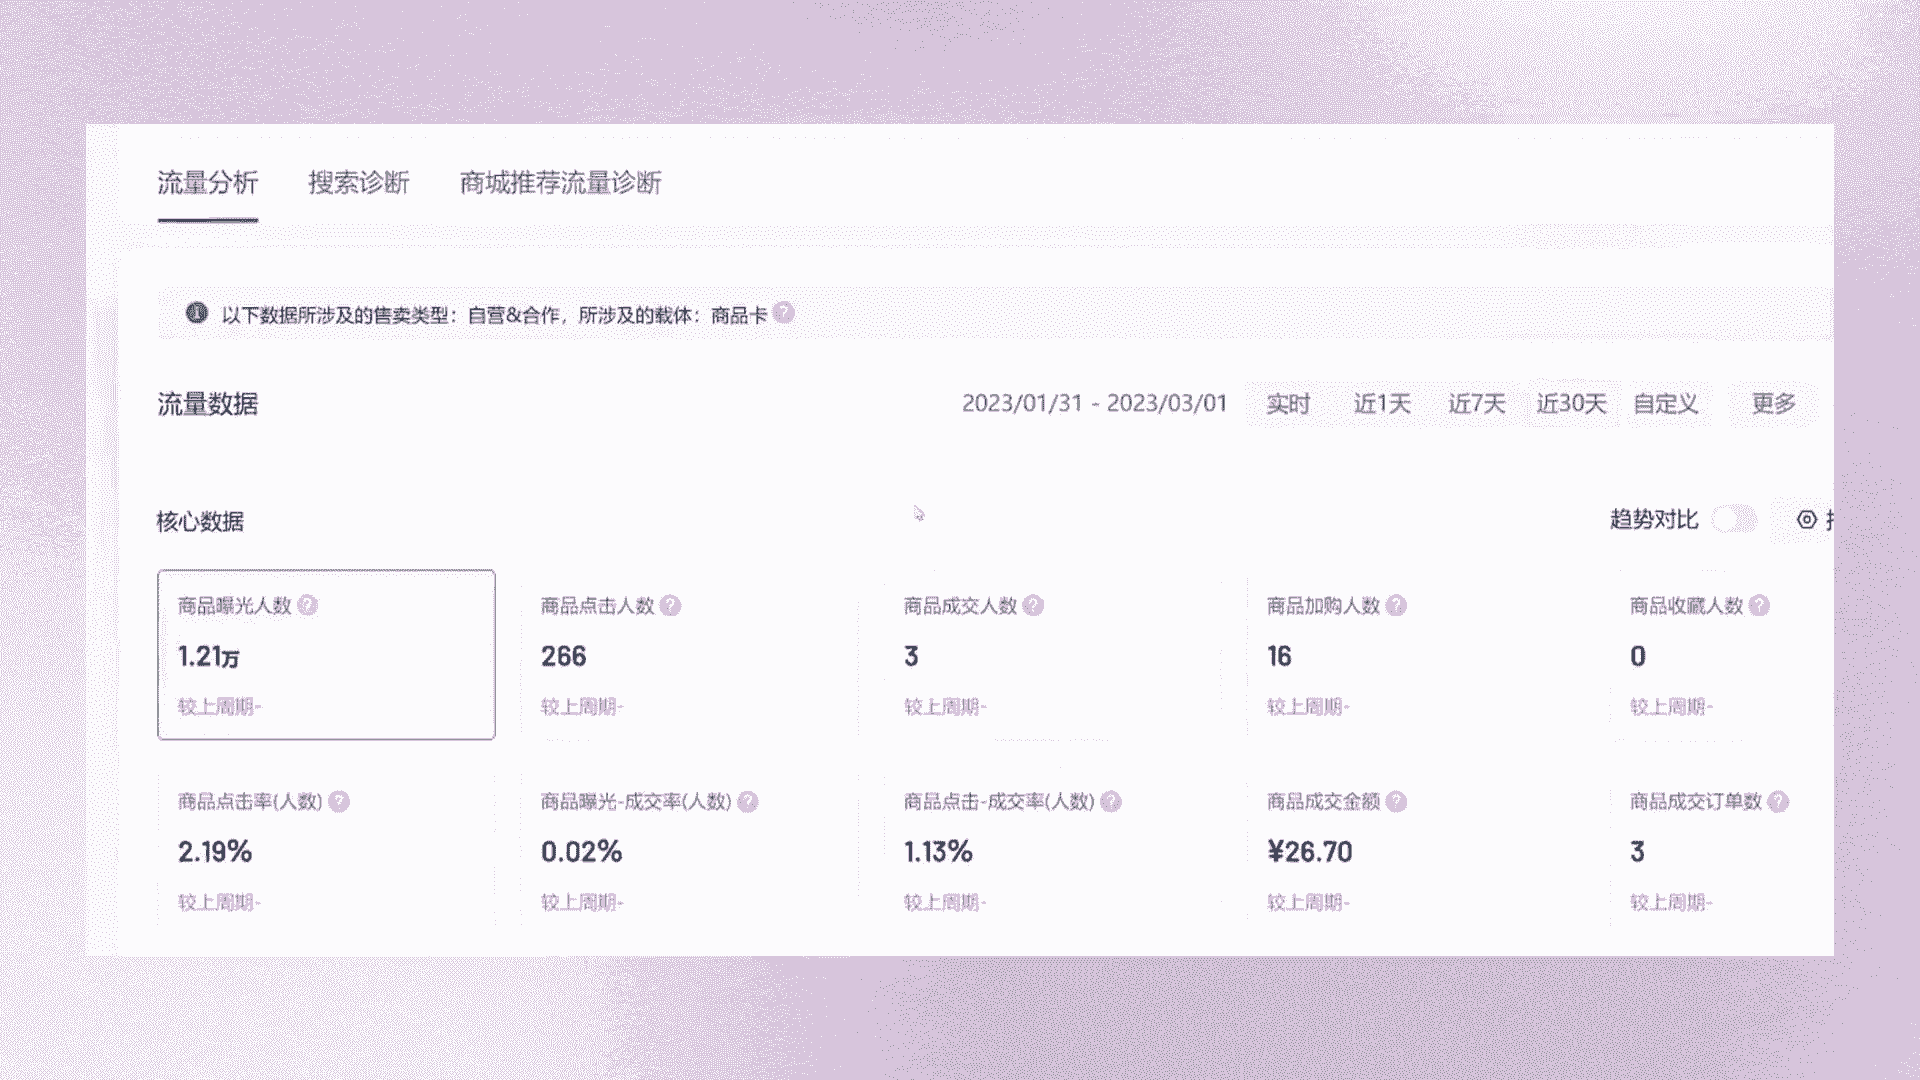 流量分析 搜索诊断 商城推荐流量诊断
以下数据所涉及的售卖类型：自营&合作，所涉及的载体：商品卡
流量数据 2023/01/31 - 2023/03/01 实时 近1天 近7天 近30天 自定义 更多
核心数据 趋势对比
商品曝光人数 商品点击人数 商品成交人数 商品加购人数 商品收藏人数
1.21万 266 3 16 0
较上周期- 较上周期- 较上周期- 较上周期- 较上周期-
商品点击率(人数) 商品曝光-成交率(人数) 商品点击-成交率(人数) 商品成交金额 商品成交订单数
2.19% 0.02% 1.13% ¥26.70 3
较上周期- 较上周期- 较上周期- 较上周期- 较上周期-